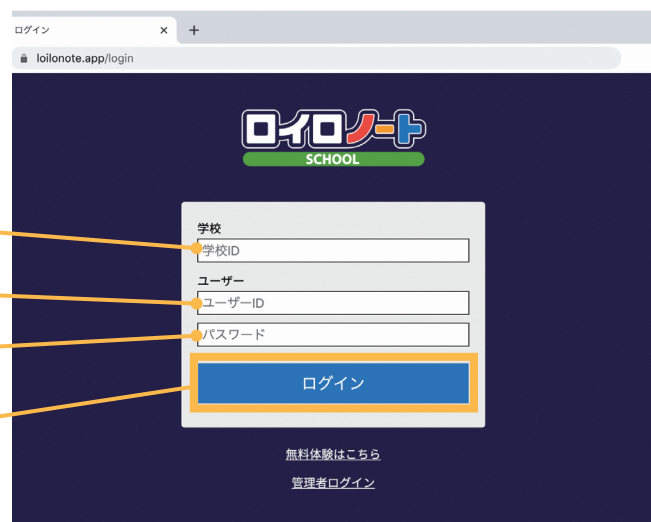 ログイン × +
loilonote.app/login
ロイロノート
SCHOOL
学校
学校ID
ユーザー
ユーザーID
パスワード
ログイン
無料体験はこちら
管理者ログイン